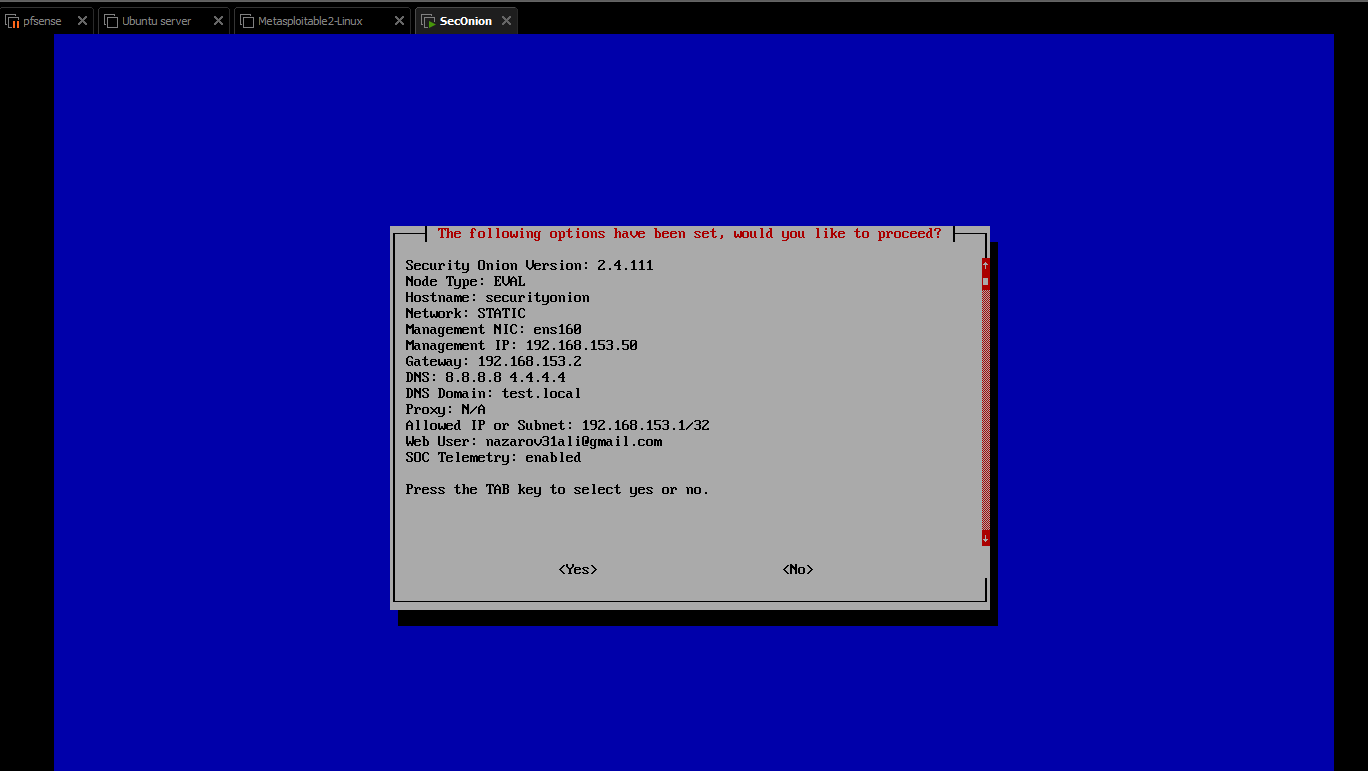 pfsense Ubuntu server Metasploitable2-Linux SecOnion
The following options have been set, would you like to proceed?
Security Onion Version: 2.4.111
Node Type: EVAL
Hostname: securityonion
Network: STATIC
Management NIC: ens160
Management IP: 192.168.153.50
Gateway: 192.168.153.2
DNS: 8.8.8.8 4.4.4.4
DNS Domain: test.local
Proxy: N/A
Allowed IP or Subnet: 192.168.153.1/32
Web User: nazarov31ali@gmail.com
SOC Telemetry: enabled
Press the TAB key to select yes or no.
<Yes> <No>